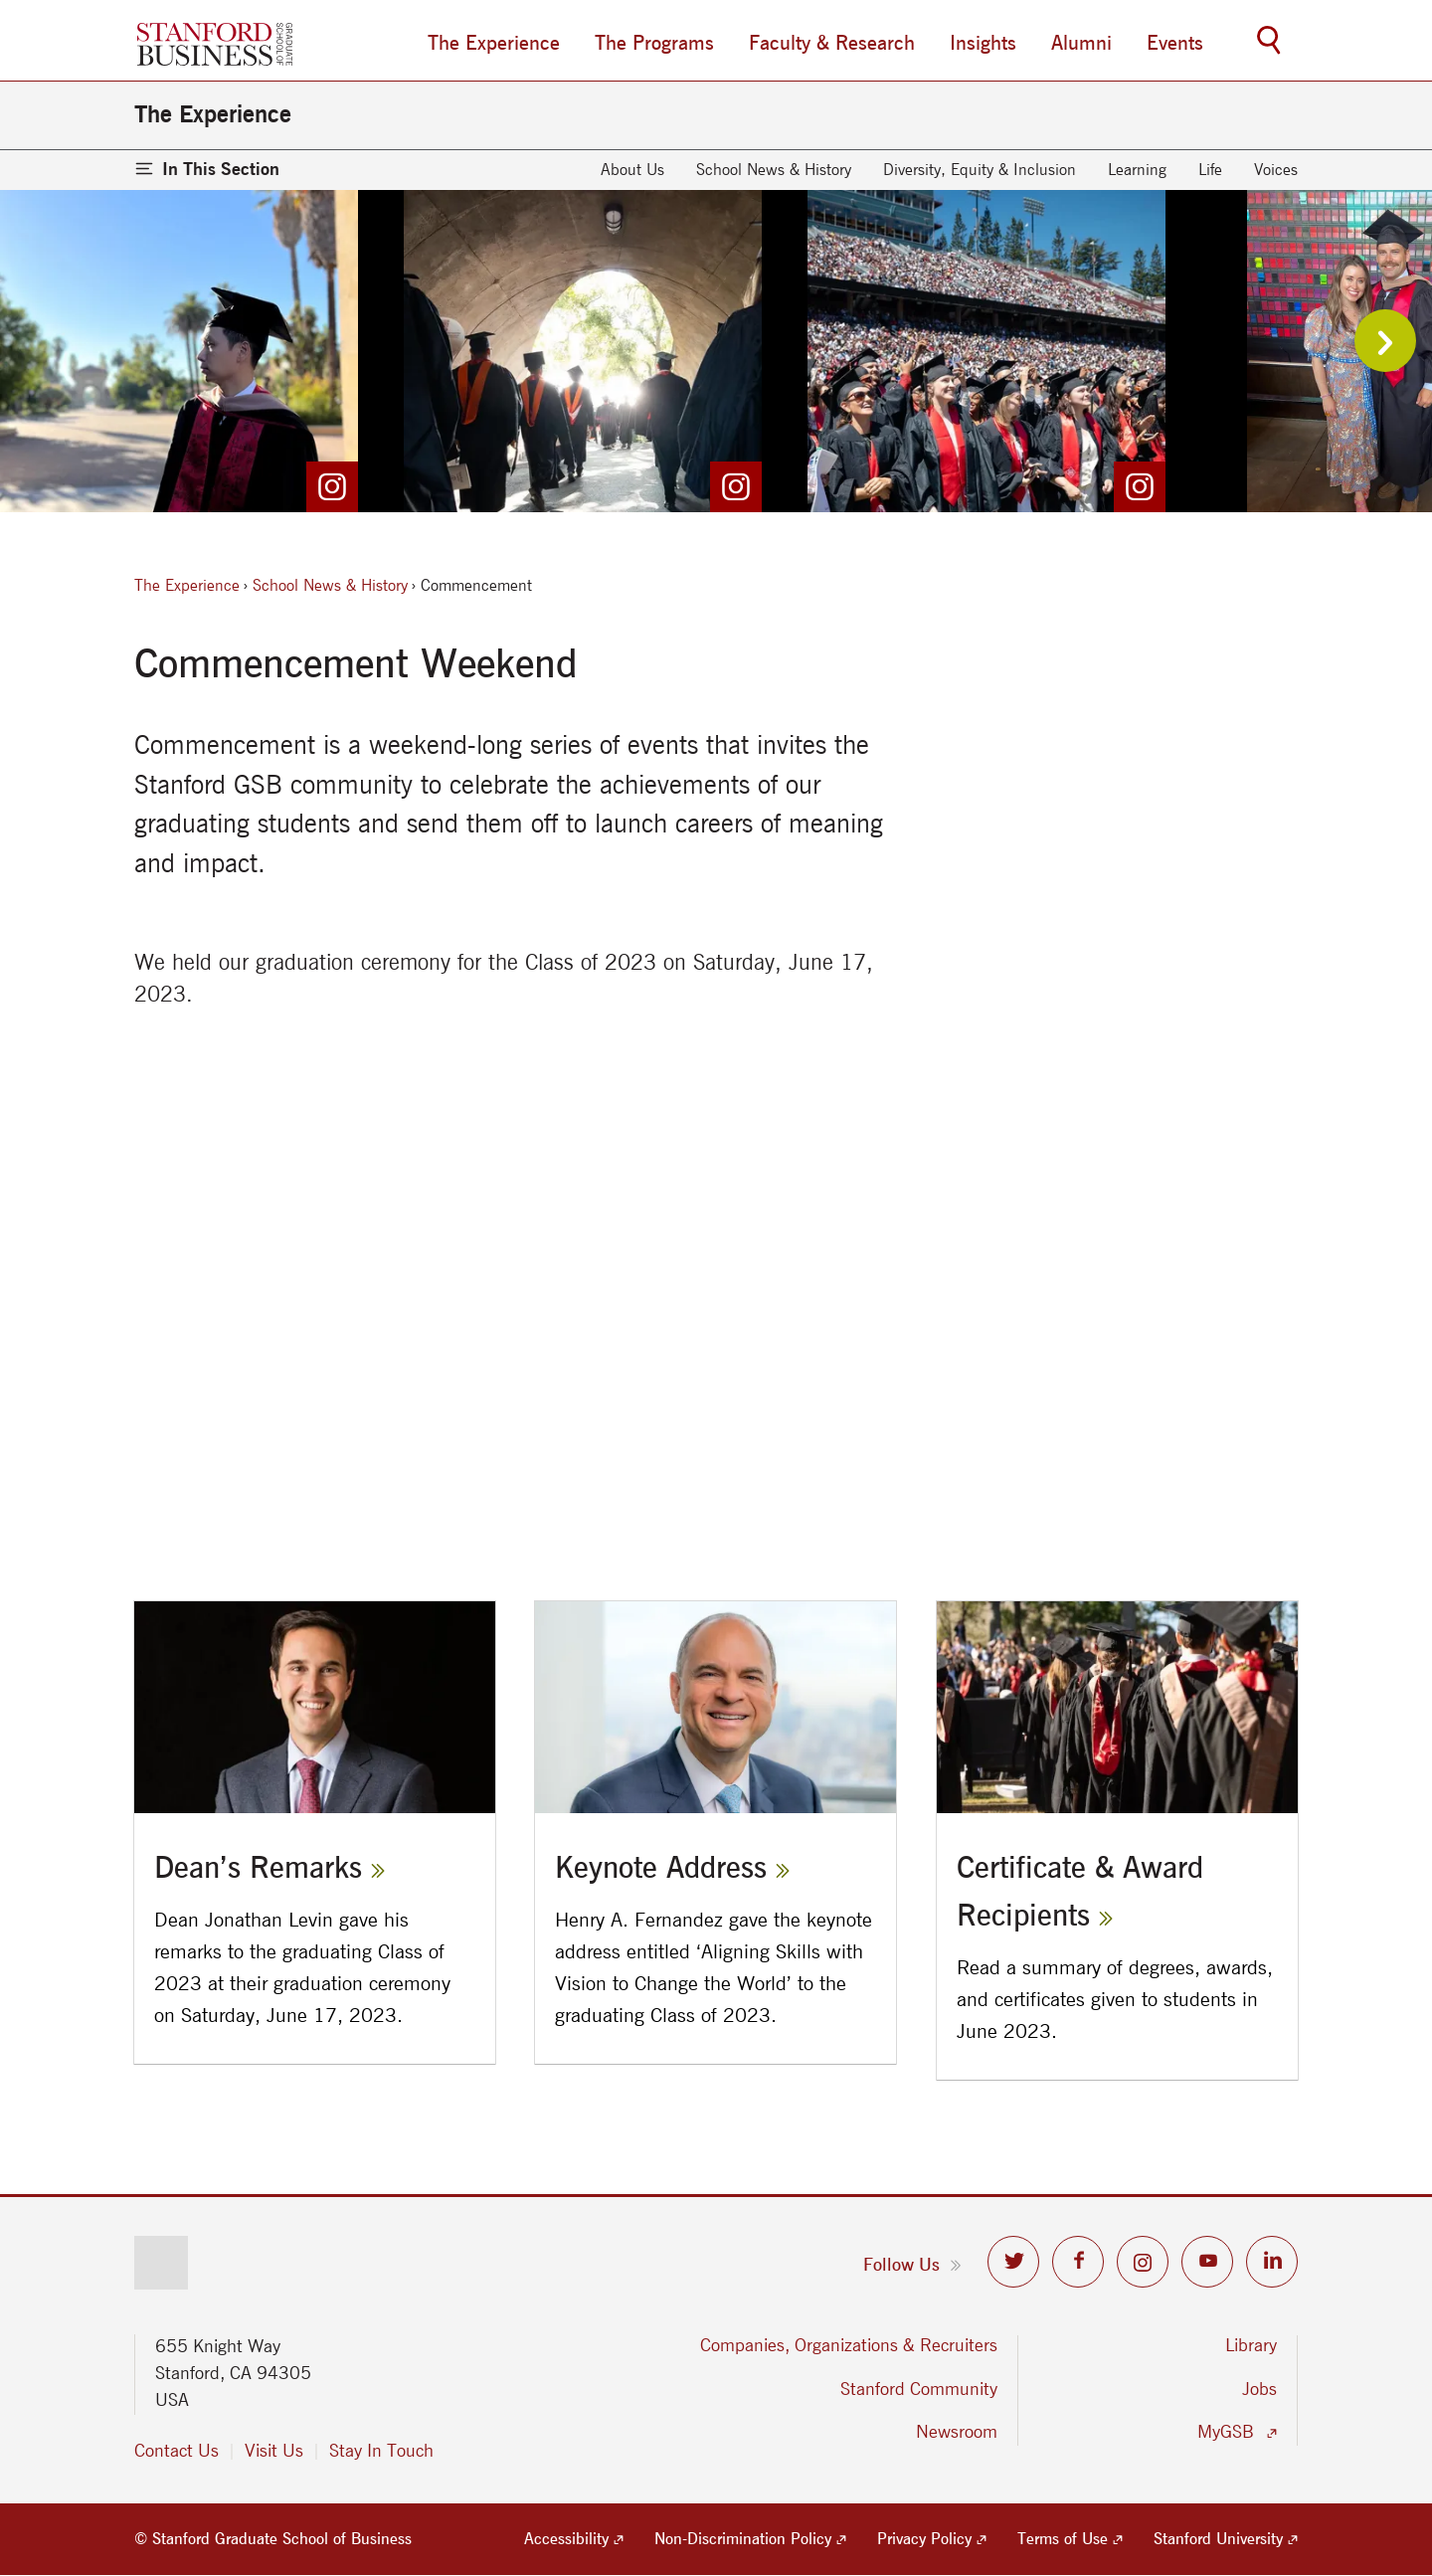 STANFORD
BUSINESS
GRADUATE
SCHOOL OF
The Experience
The Programs
Faculty & Research
Insights
Alumni
Events
The Experience
In This Section
About Us
School News & History
Diversity, Equity & Inclusion
Learning
Life
Voices
The Experience › School News & History › Commencement
Commencement Weekend
Commencement is a weekend-long series of events that invites the
Stanford GSB community to celebrate the achievements of our
graduating students and send them off to launch careers of meaning
and impact.
We held our graduation ceremony for the Class of 2023 on Saturday, June 17,
2023.
Dean’s Remarks »
Dean Jonathan Levin gave his
remarks to the graduating Class of
2023 at their graduation ceremony
on Saturday, June 17, 2023.
Keynote Address »
Henry A. Fernandez gave the keynote
address entitled ‘Aligning Skills with
Vision to Change the World’ to the
graduating Class of 2023.
Certificate & Award
Recipients »
Read a summary of degrees, awards,
and certificates given to students in
June 2023.
Follow Us »
655 Knight Way
Stanford, CA 94305
USA
Contact Us | Visit Us | Stay In Touch
Companies, Organizations & Recruiters
Stanford Community
Newsroom
Library
Jobs
MyGSB
© Stanford Graduate School of Business
Accessibility
Non-Discrimination Policy
Privacy Policy
Terms of Use
Stanford University